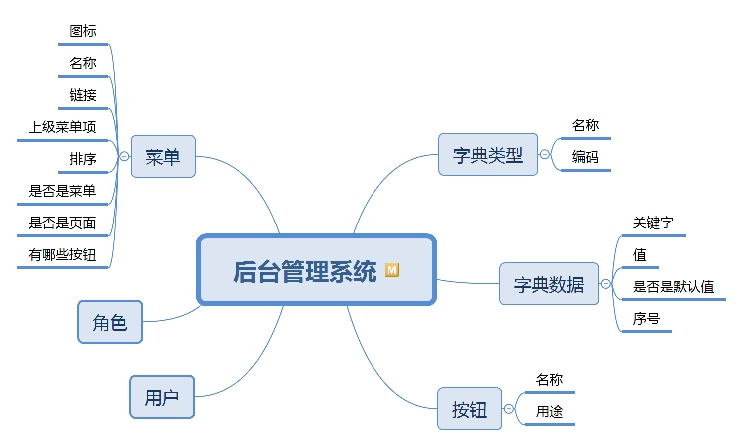 后台管理系统 M
字典类型
名称
编码
字典数据
关键字
值
是否是默认值
序号
按钮
名称
用途
菜单
图标
名称
链接
上级菜单项
排序
是否是菜单
是否是页面
有哪些按钮
角色
用户